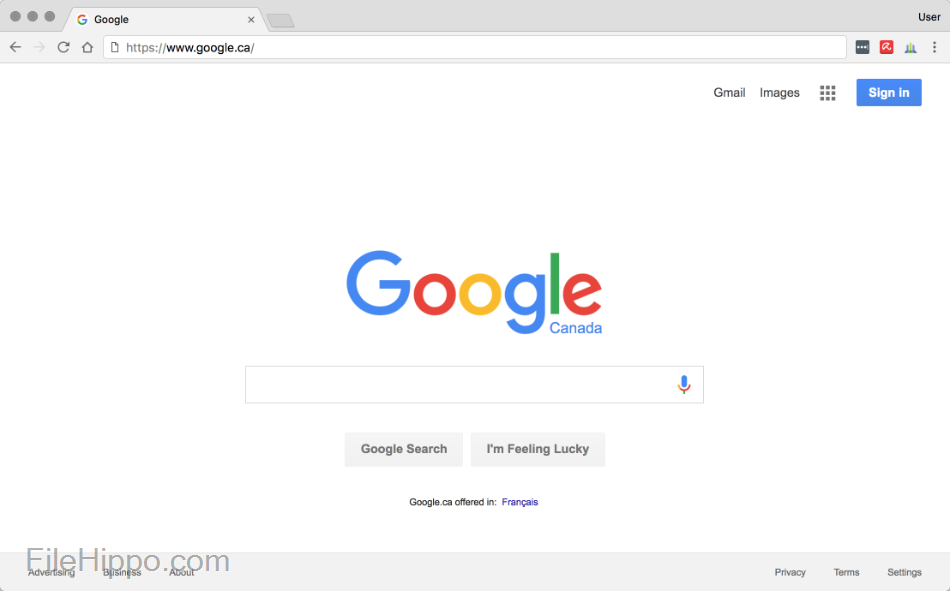 Google
User
https://www.google.ca/
Gmail Images Sign in
Google
Canada
Google Search I'm Feeling Lucky
Google.ca offered in: Français
FileHippo.com
Advertising Business About Privacy Terms Settings